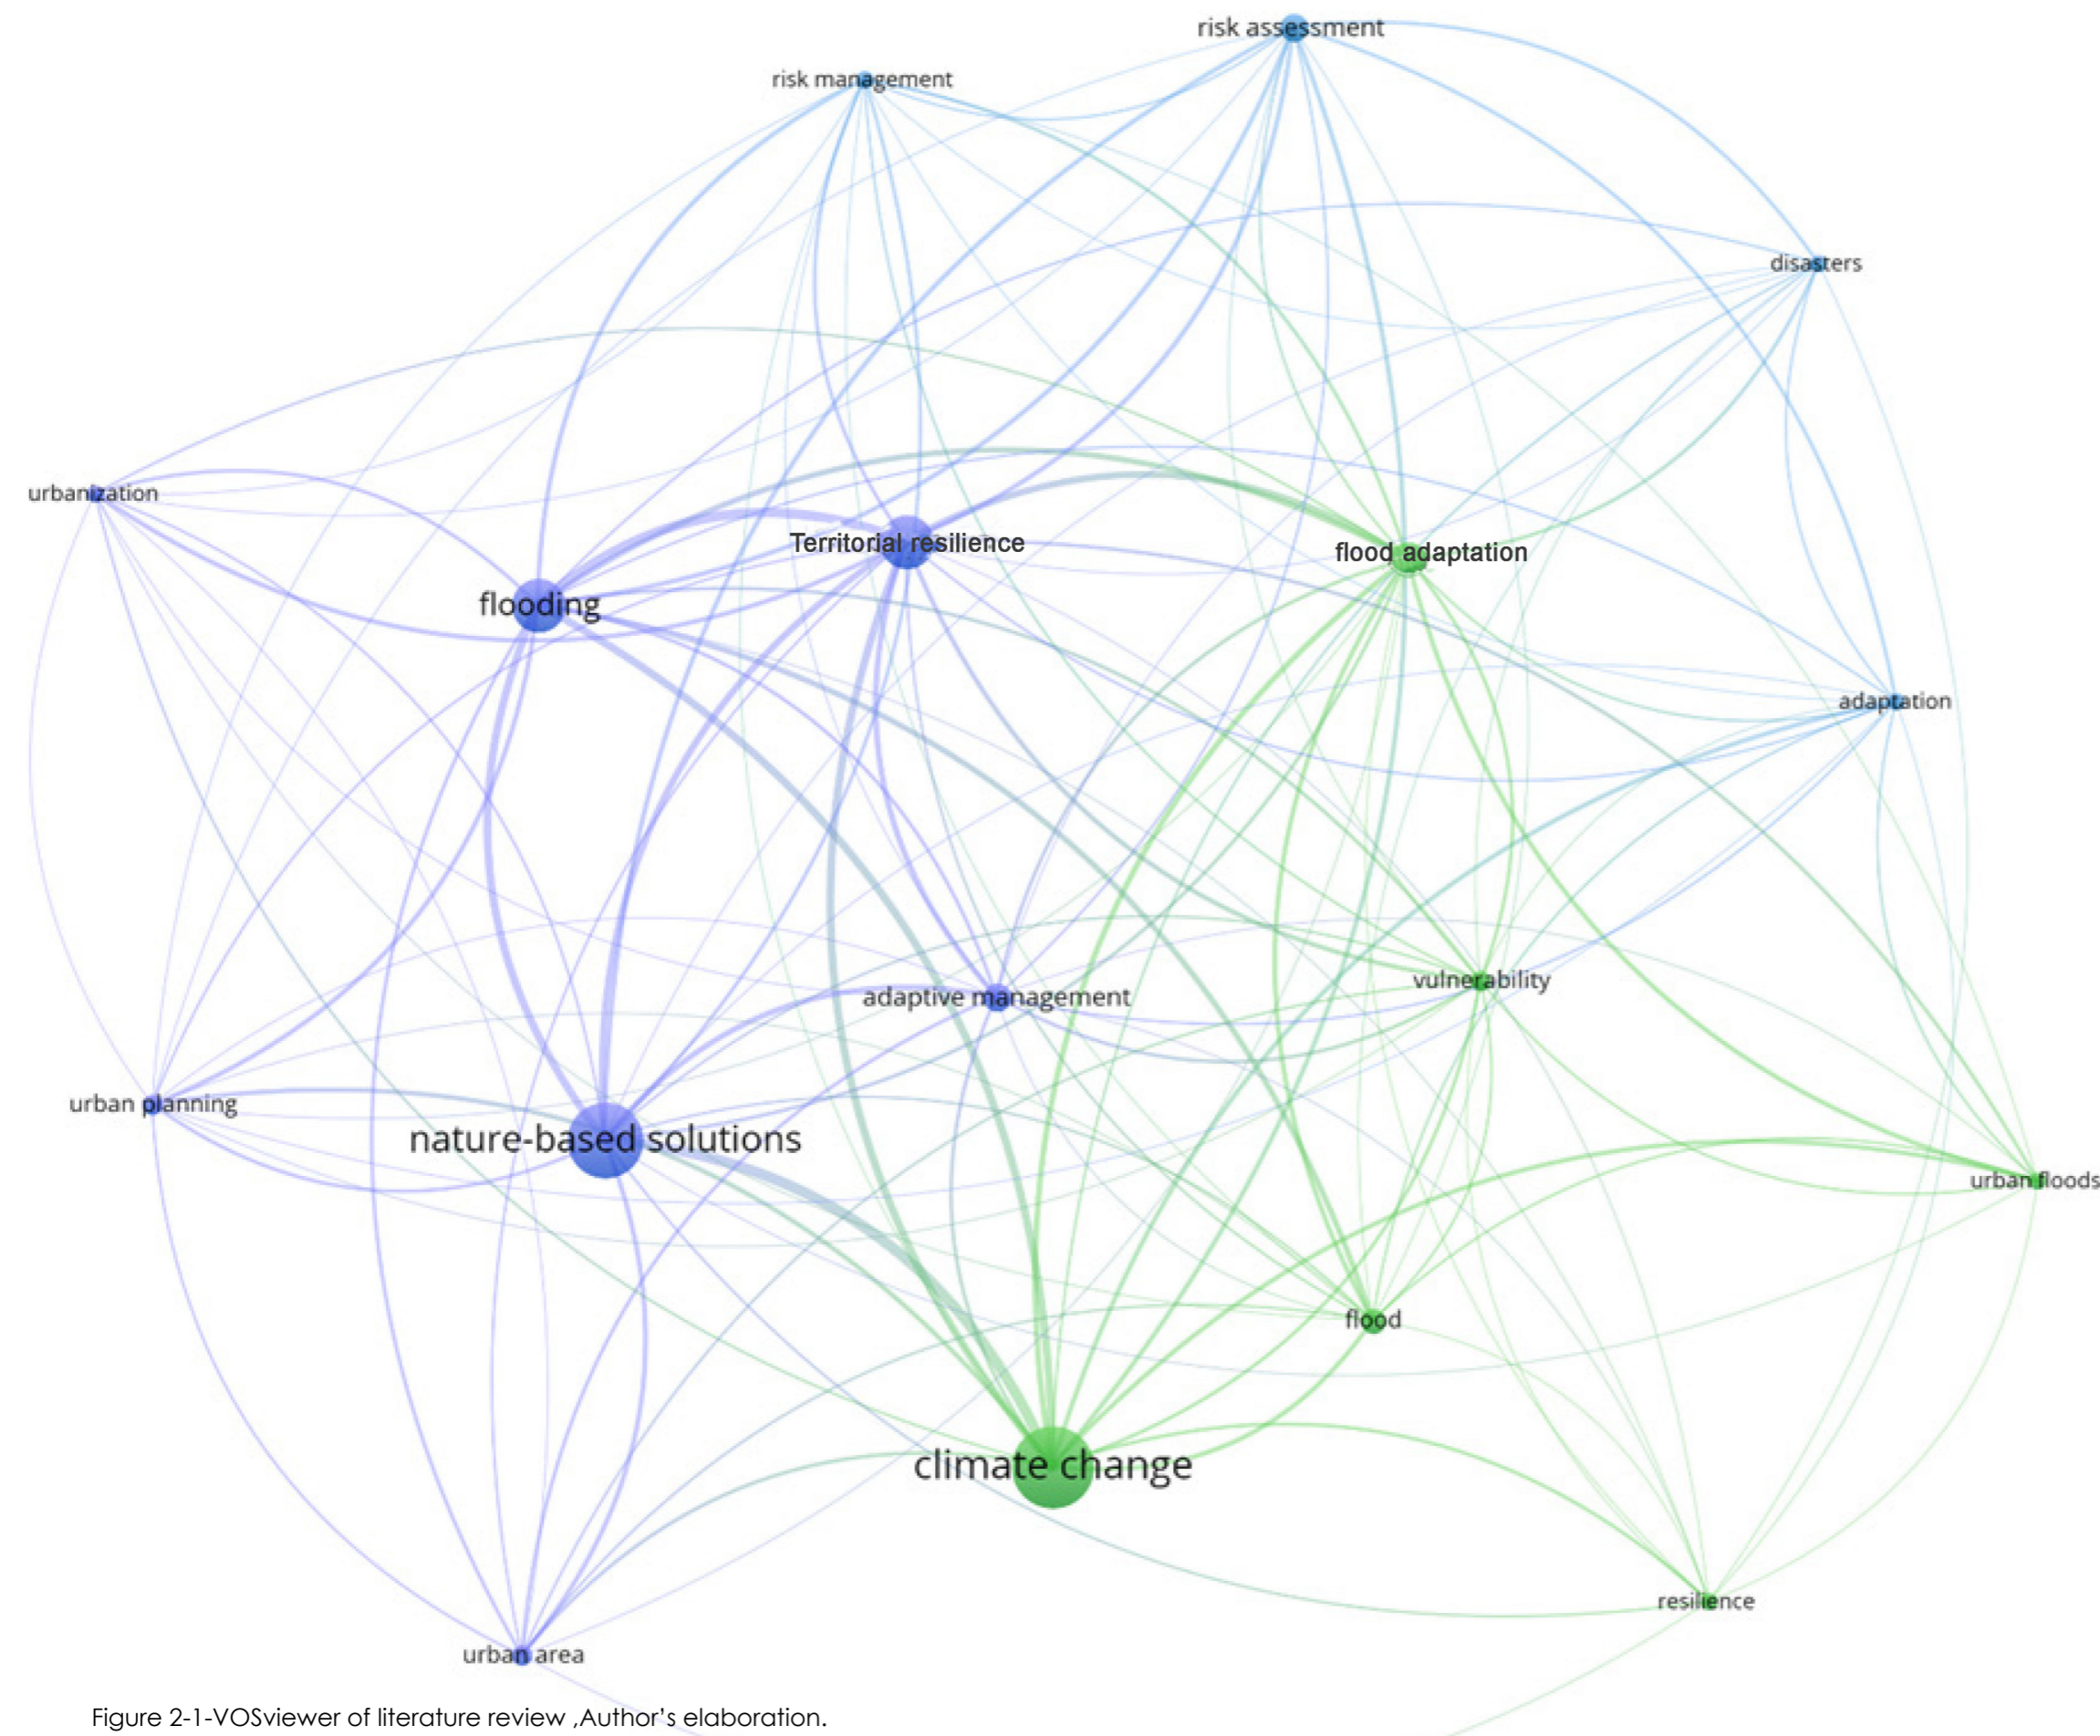 risk assessment
risk management
disasters
urbanization
Territorial resilience
flood adaptation
flooding
adaptation
vulnerability
adaptive management
urban planning
nature-based solutions
urban floods
flood
climate change
resilience
urban area
Figure 2-1-VOSviewer of literature review ,Author’s elaboration.